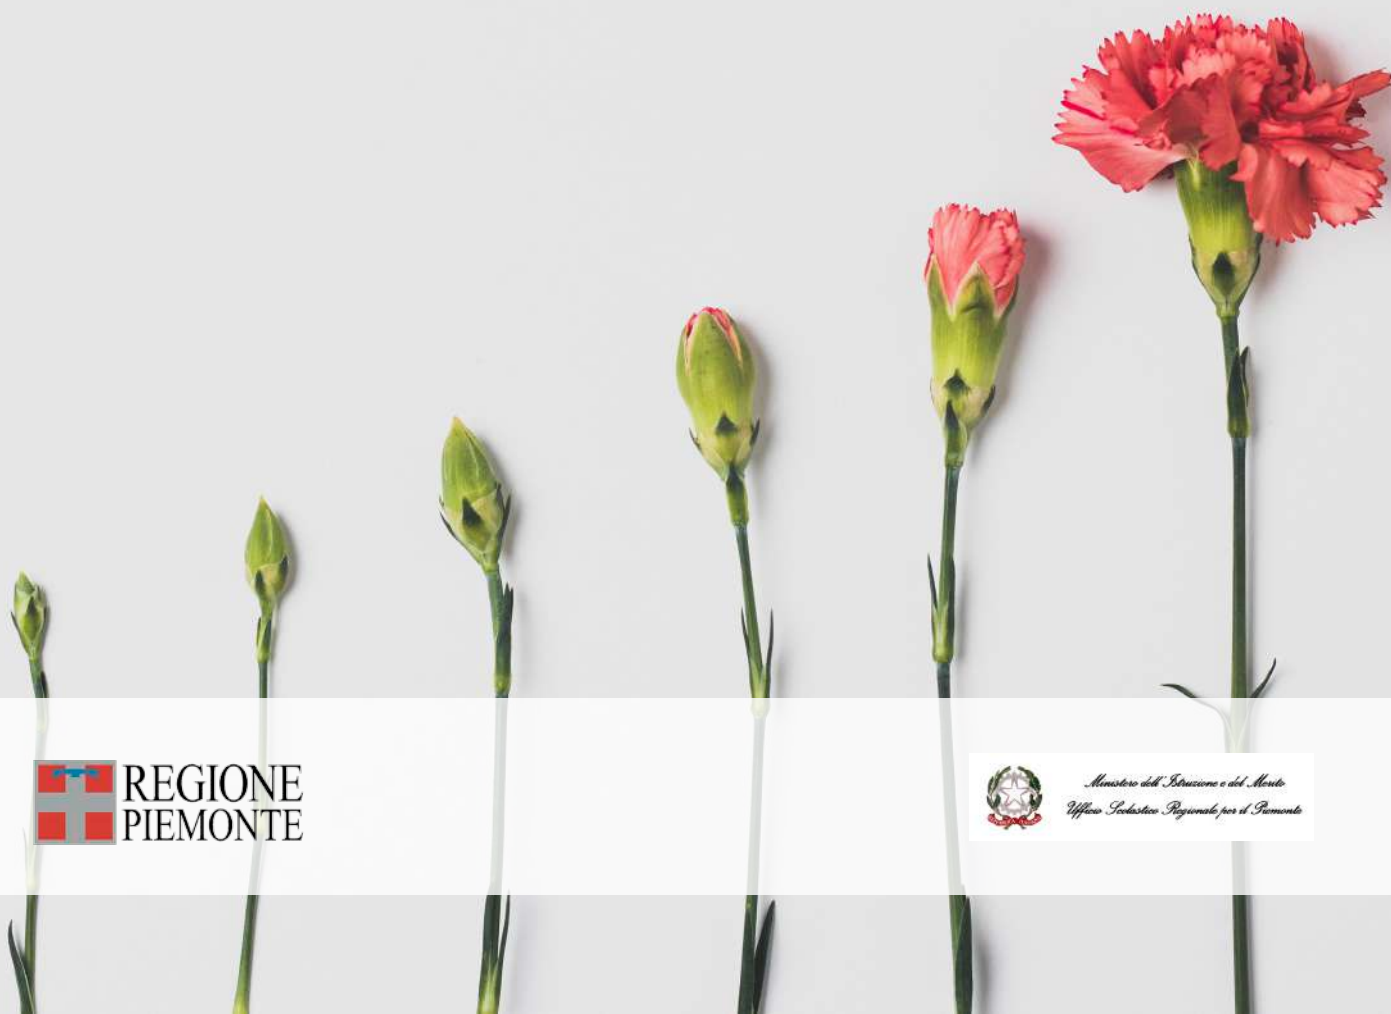 REGIONE
PIEMONTE
Ministero dell'Istruzione e del Merito
Ufficio Scolastico Regionale per il Piemonte